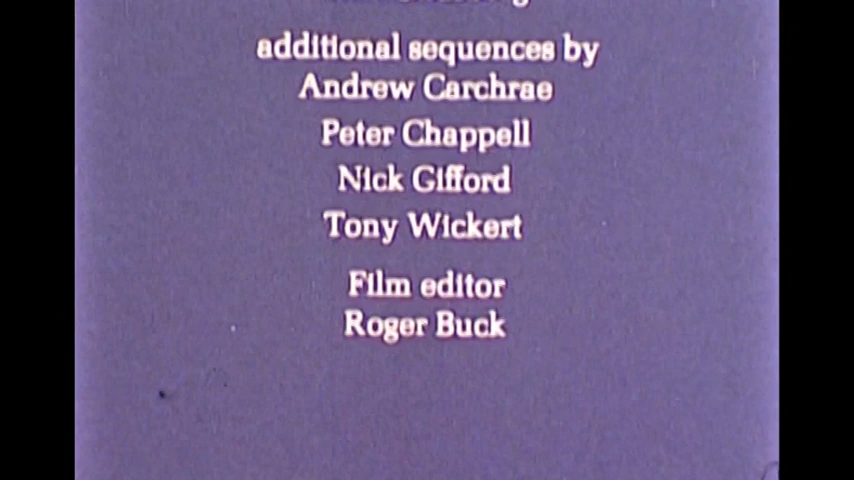 additional sequences by
Andrew Carchrae
Peter Chappell
Nick Gifford
Tony Wickert
Film editor
Roger Buck